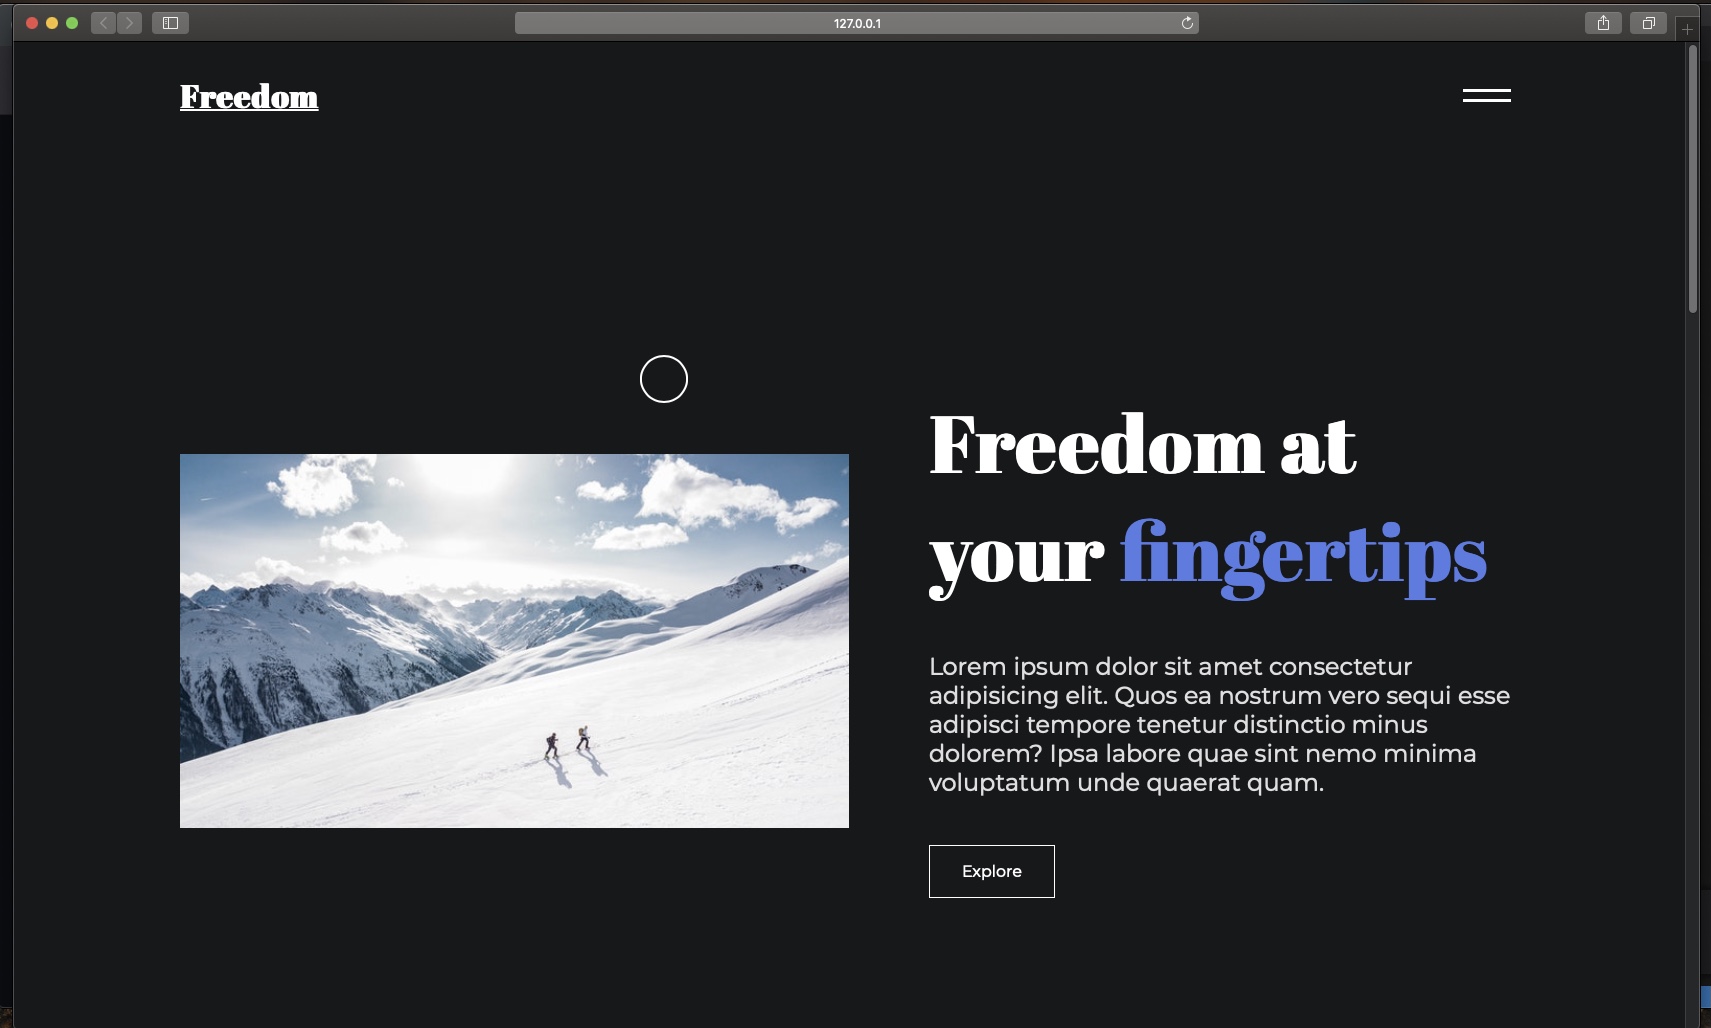 127.0.0.1
Freedom
Freedom at
your fingertips
Lorem ipsum dolor sit amet consectetur
adipisicing elit. Quos ea nostrum vero sequi esse
adipisci tempore tenetur distinctio minus
dolorem? Ipsa labore quae sint nemo minima
voluptatum unde quaerat quam.
Explore